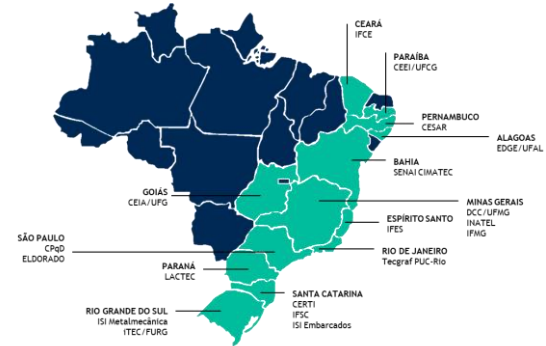 CEARÁ
IFCE
PARAÍBA
CEEI/UFCG
PERNAMBUCO
CESAR
ALAGOAS
EDGE/UFAL
BAHIA
SENAI CIMATEC
GOIÁS
CEIA/UFG
MINAS GERAIS
DCC/UFMG
INATEL
IFMG
ESPÍRITO SANTO
IFES
SÃO PAULO
CPqD
ELDORADO
RIO DE JANEIRO
Tecgraf PUC-Rio
PARANÁ
LACTEC
SANTA CATARINA
CERTI
IFSC
ISI Embarcados
RIO GRANDE DO SUL
ISI Metalmecânica
iTEC/FURG